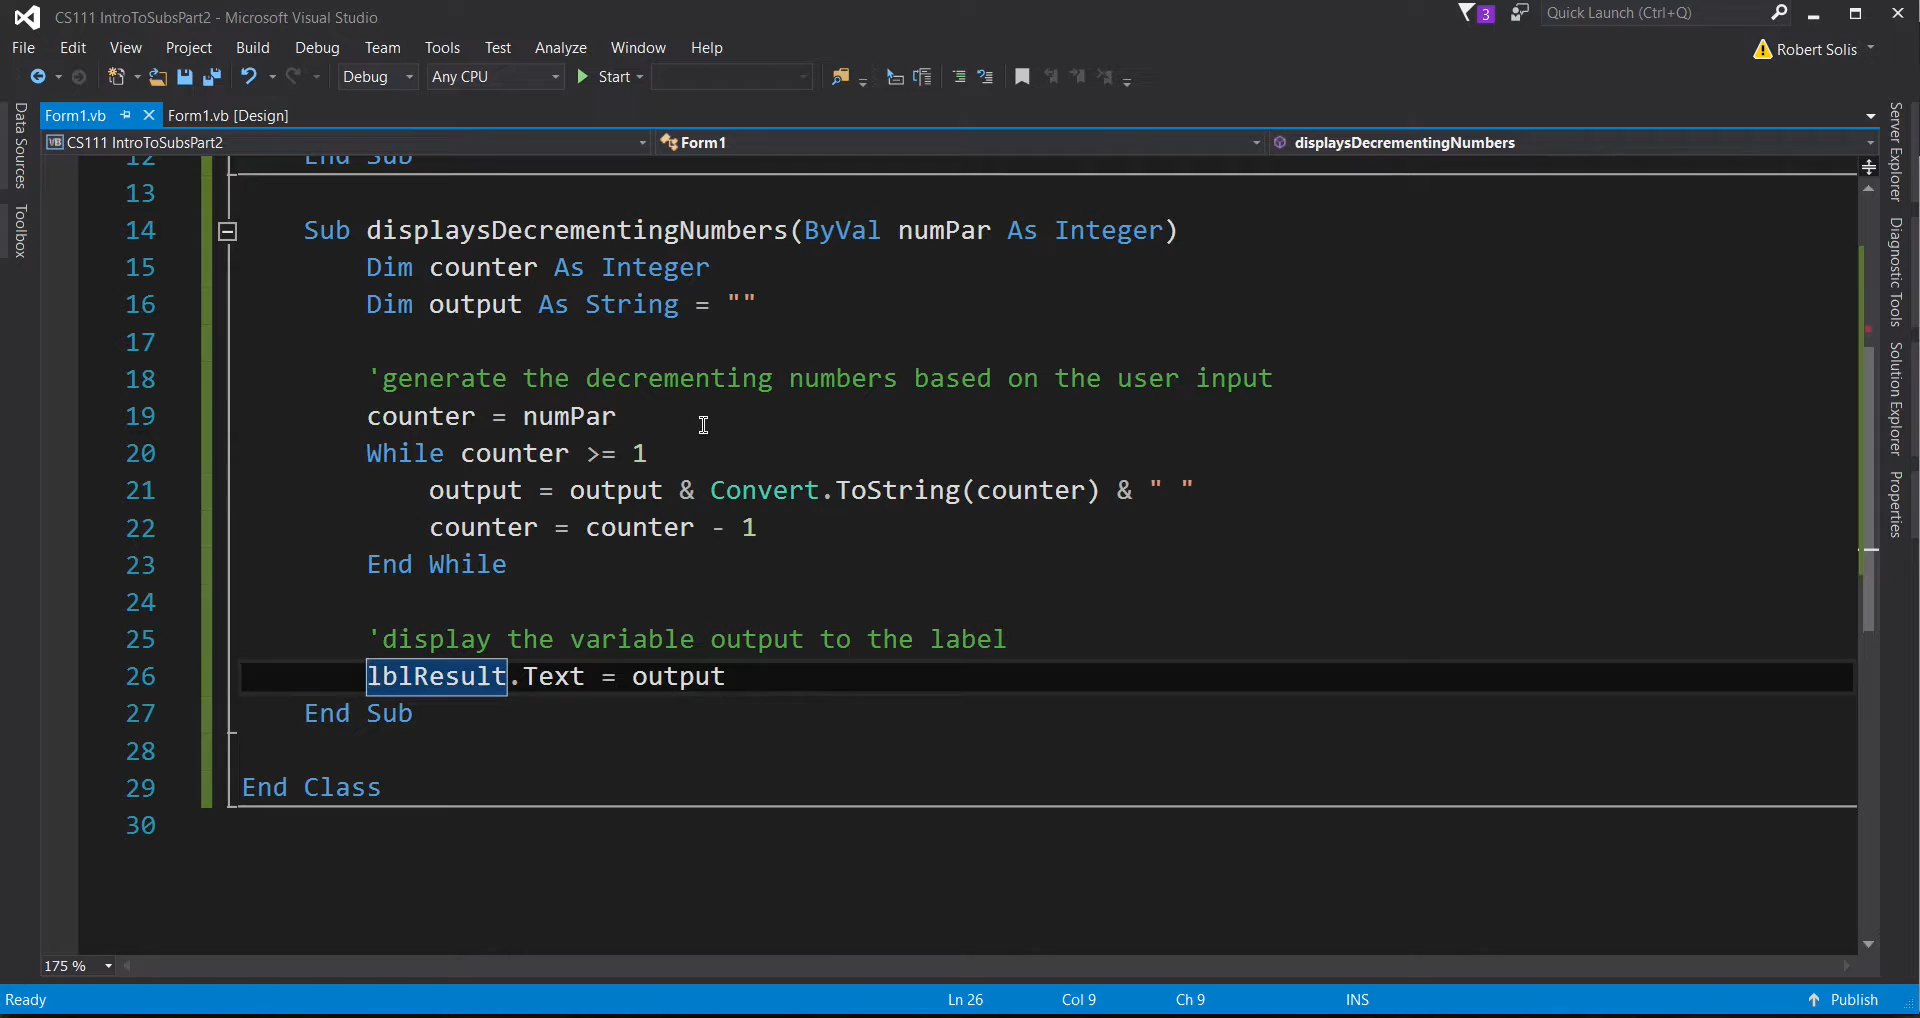 CS111 IntroToSubsPart2 - Microsoft Visual Studio
3
Quick Launch (Ctrl+Q)
File Edit View Project Build Debug Team Tools Test Analyze Window Help
Robert Solis
Debug Any CPU Start
Form1.vb Form1.vb [Design]
VB CS111 IntroToSubsPart2 Form1 displaysDecrementingNumbers
Data Sources
Toolbox
Server Explorer
Diagnostic Tools
Solution Explorer
Properties
12 End Sub
13
14 Sub displaysDecrementingNumbers(ByVal numPar As Integer)
15 Dim counter As Integer
16 Dim output As String = ""
17
18 'generate the decrementing numbers based on the user input
19 counter = numPar
20 While counter >= 1
21 output = output & Convert.ToString(counter) & " "
22 counter = counter - 1
23 End While
24
25 'display the variable output to the label
26 lblResult.Text = output
27 End Sub
28
29 End Class
30
175 %
Ready Ln 26 Col 9 Ch 9 INS Publish